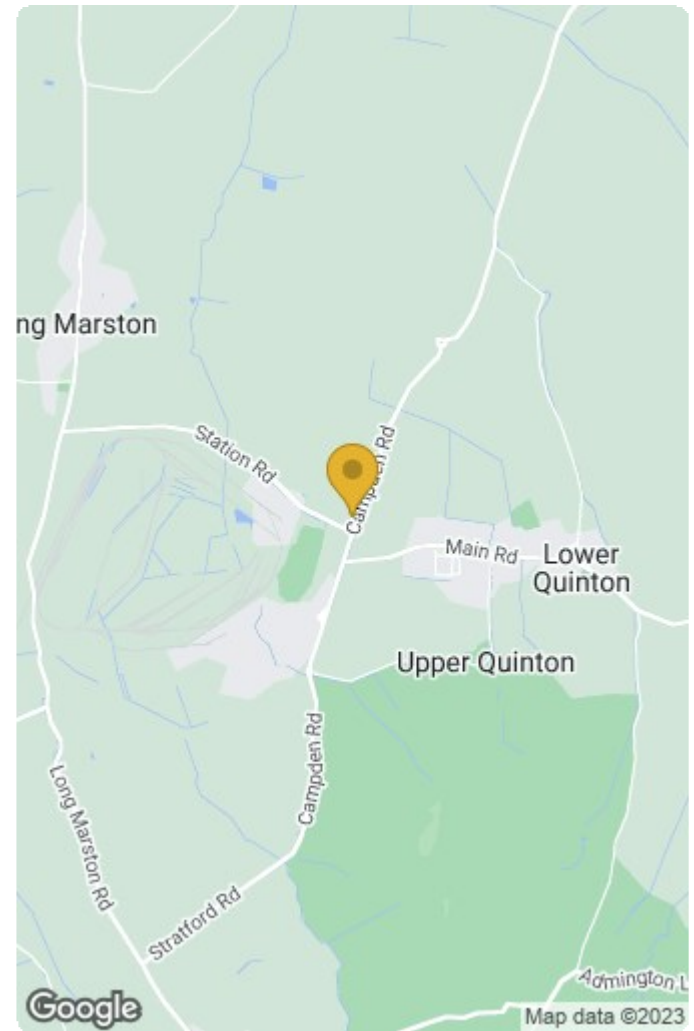 ng Marston
Station Rd
Campden Rd
Main Rd
Lower
Quinton
Upper Quinton
Campden Rd
Long Marston Rd
Stratford Rd
Admington L
Google
Map data ©2023